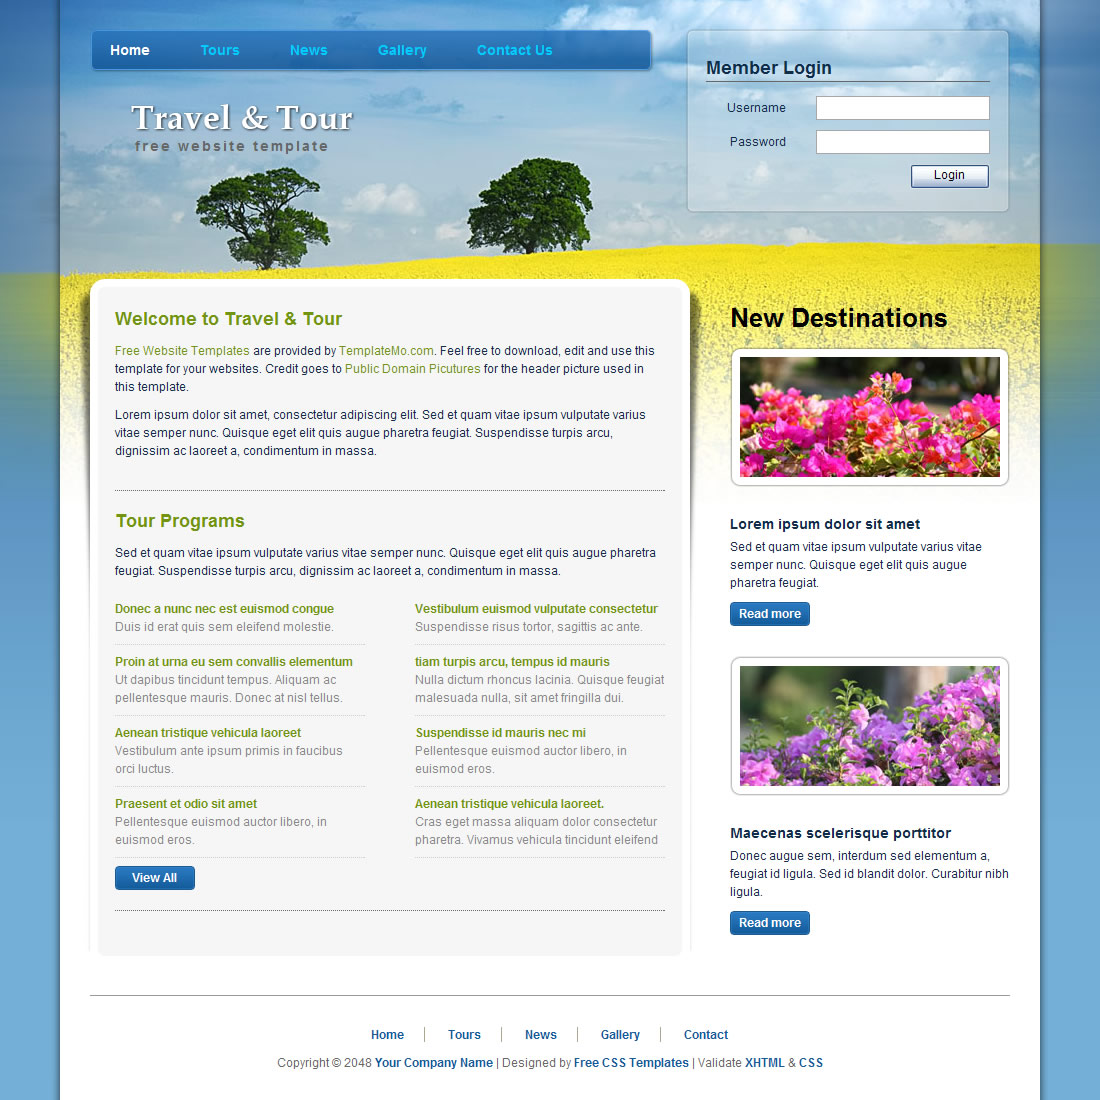 Home Tours News Gallery Contact Us
Travel & Tour
free website template
Member Login
Username
Password
Login
Welcome to Travel & Tour
Free Website Templates are provided by TemplateMo.com. Feel free to download, edit and use this
template for your websites. Credit goes to Public Domain Picutures for the header picture used in
this template.
Lorem ipsum dolor sit amet, consectetur adipiscing elit. Sed et quam vitae ipsum vulputate varius
vitae semper nunc. Quisque eget elit quis augue pharetra feugiat. Suspendisse turpis arcu,
dignissim ac laoreet a, condimentum in massa.
Tour Programs
Sed et quam vitae ipsum vulputate varius vitae semper nunc. Quisque eget elit quis augue pharetra
feugiat. Suspendisse turpis arcu, dignissim ac laoreet a, condimentum in massa.
Donec a nunc nec est euismod congue
Duis id erat quis sem eleifend molestie.
Proin at urna eu sem convallis elementum
Ut dapibus tincidunt tempus. Aliquam ac
pellentesque mauris. Donec at nisl tellus.
Aenean tristique vehicula laoreet
Vestibulum ante ipsum primis in faucibus
orci luctus.
Praesent et odio sit amet
Pellentesque euismod auctor libero, in
euismod eros.
View All
Vestibulum euismod vulputate consectetur
Suspendisse risus tortor, sagittis ac ante.
tiam turpis arcu, tempus id mauris
Nulla dictum rhoncus lacinia. Quisque feugiat
malesuada nulla, sit amet fringilla dui.
Suspendisse id mauris nec mi
Pellentesque euismod auctor libero, in
euismod eros.
Aenean tristique vehicula laoreet.
Cras eget massa aliquam dolor consectetur
pharetra. Vivamus vehicula tincidunt eleifend
New Destinations
Lorem ipsum dolor sit amet
Sed et quam vitae ipsum vulputate varius vitae
semper nunc. Quisque eget elit quis augue
pharetra feugiat.
Read more
Maecenas scelerisque porttitor
Donec augue sem, interdum sed elementum a,
feugiat id ligula. Sed id blandit dolor. Curabitur nibh
ligula.
Read more
Home Tours News Gallery Contact
Copyright © 2048 Your Company Name | Designed by Free CSS Templates | Validate XHTML & CSS